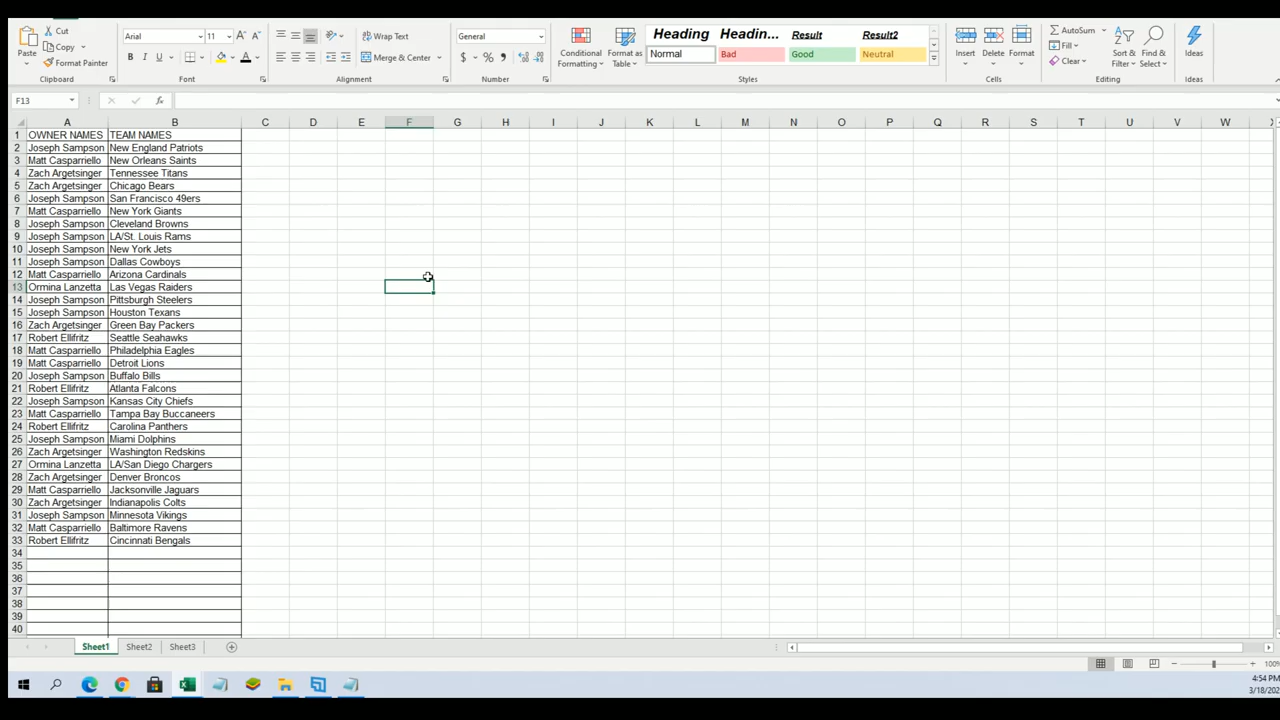 Cut
Copy
Format Painter
Paste
Clipboard
Arial 11
B I U
Font
Wrap Text
Merge & Center
Alignment
General
$ % ,
Number
Conditional Formatting
Format as Table
Heading Headin... Result Result2
Normal Bad Good Neutral
Styles
Insert Delete Format
Cells
AutoSum
Fill
Clear
Sort & Filter
Find & Select
Editing
Ideas
Ideas
F13 fx
A B C D E F G H I J K L M N O P Q R S T U V W X
1 OWNER NAMES TEAM NAMES
2 Joseph Sampson New England Patriots
3 Matt Casparriello New Orleans Saints
4 Zach Argetsinger Tennessee Titans
5 Zach Argetsinger Chicago Bears
6 Joseph Sampson San Francisco 49ers
7 Matt Casparriello New York Giants
8 Joseph Sampson Cleveland Browns
9 Joseph Sampson LA/St. Louis Rams
10 Joseph Sampson New York Jets
11 Joseph Sampson Dallas Cowboys
12 Matt Casparriello Arizona Cardinals
13 Ormina Lanzetta Las Vegas Raiders
14 Joseph Sampson Pittsburgh Steelers
15 Joseph Sampson Houston Texans
16 Zach Argetsinger Green Bay Packers
17 Robert Ellifritz Seattle Seahawks
18 Matt Casparriello Philadelphia Eagles
19 Matt Casparriello Detroit Lions
20 Joseph Sampson Buffalo Bills
21 Robert Ellifritz Atlanta Falcons
22 Joseph Sampson Kansas City Chiefs
23 Matt Casparriello Tampa Bay Buccaneers
24 Robert Ellifritz Carolina Panthers
25 Joseph Sampson Miami Dolphins
26 Zach Argetsinger Washington Redskins
27 Ormina Lanzetta LA/San Diego Chargers
28 Zach Argetsinger Denver Broncos
29 Matt Casparriello Jacksonville Jaguars
30 Zach Argetsinger Indianapolis Colts
31 Joseph Sampson Minnesota Vikings
32 Matt Casparriello Baltimore Ravens
33 Robert Ellifritz Cincinnati Bengals
34
35
36
37
38
39
40
Sheet1 Sheet2 Sheet3
100%
4:54 PM
3/18/202